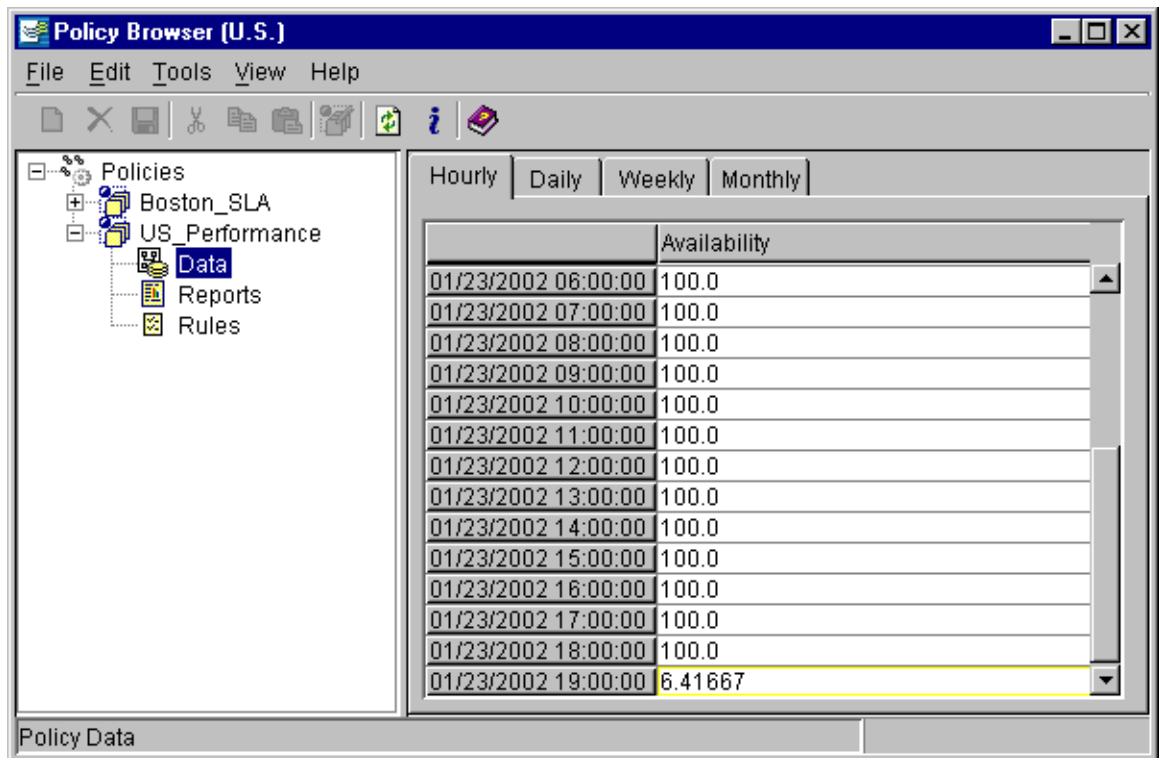 Policy Browser (U.S.)
File Edit Tools View Help
Policies
Boston_SLA
US_Performance
Data
Reports
Rules
Hourly Daily Weekly Monthly
Availability
01/23/2002 06:00:00 100.0
01/23/2002 07:00:00 100.0
01/23/2002 08:00:00 100.0
01/23/2002 09:00:00 100.0
01/23/2002 10:00:00 100.0
01/23/2002 11:00:00 100.0
01/23/2002 12:00:00 100.0
01/23/2002 13:00:00 100.0
01/23/2002 14:00:00 100.0
01/23/2002 15:00:00 100.0
01/23/2002 16:00:00 100.0
01/23/2002 17:00:00 100.0
01/23/2002 18:00:00 100.0
01/23/2002 19:00:00 6.41667
Policy Data